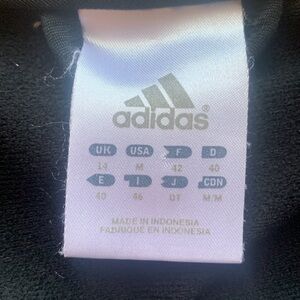 adidas®
UK USA F D
14 M 42 40
E I J CDN
40 46 OT M/M
MADE IN INDONESIA
FABRIQUÉ EN INDONESIA